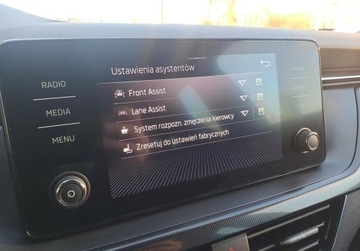 Ustawienia asystentów
RADIO
Front Assist
MEDIA
Lane Assist
MENU
System rozpozn. zmęczenia kierowcy
Zresetuj do ustawień fabrycznych